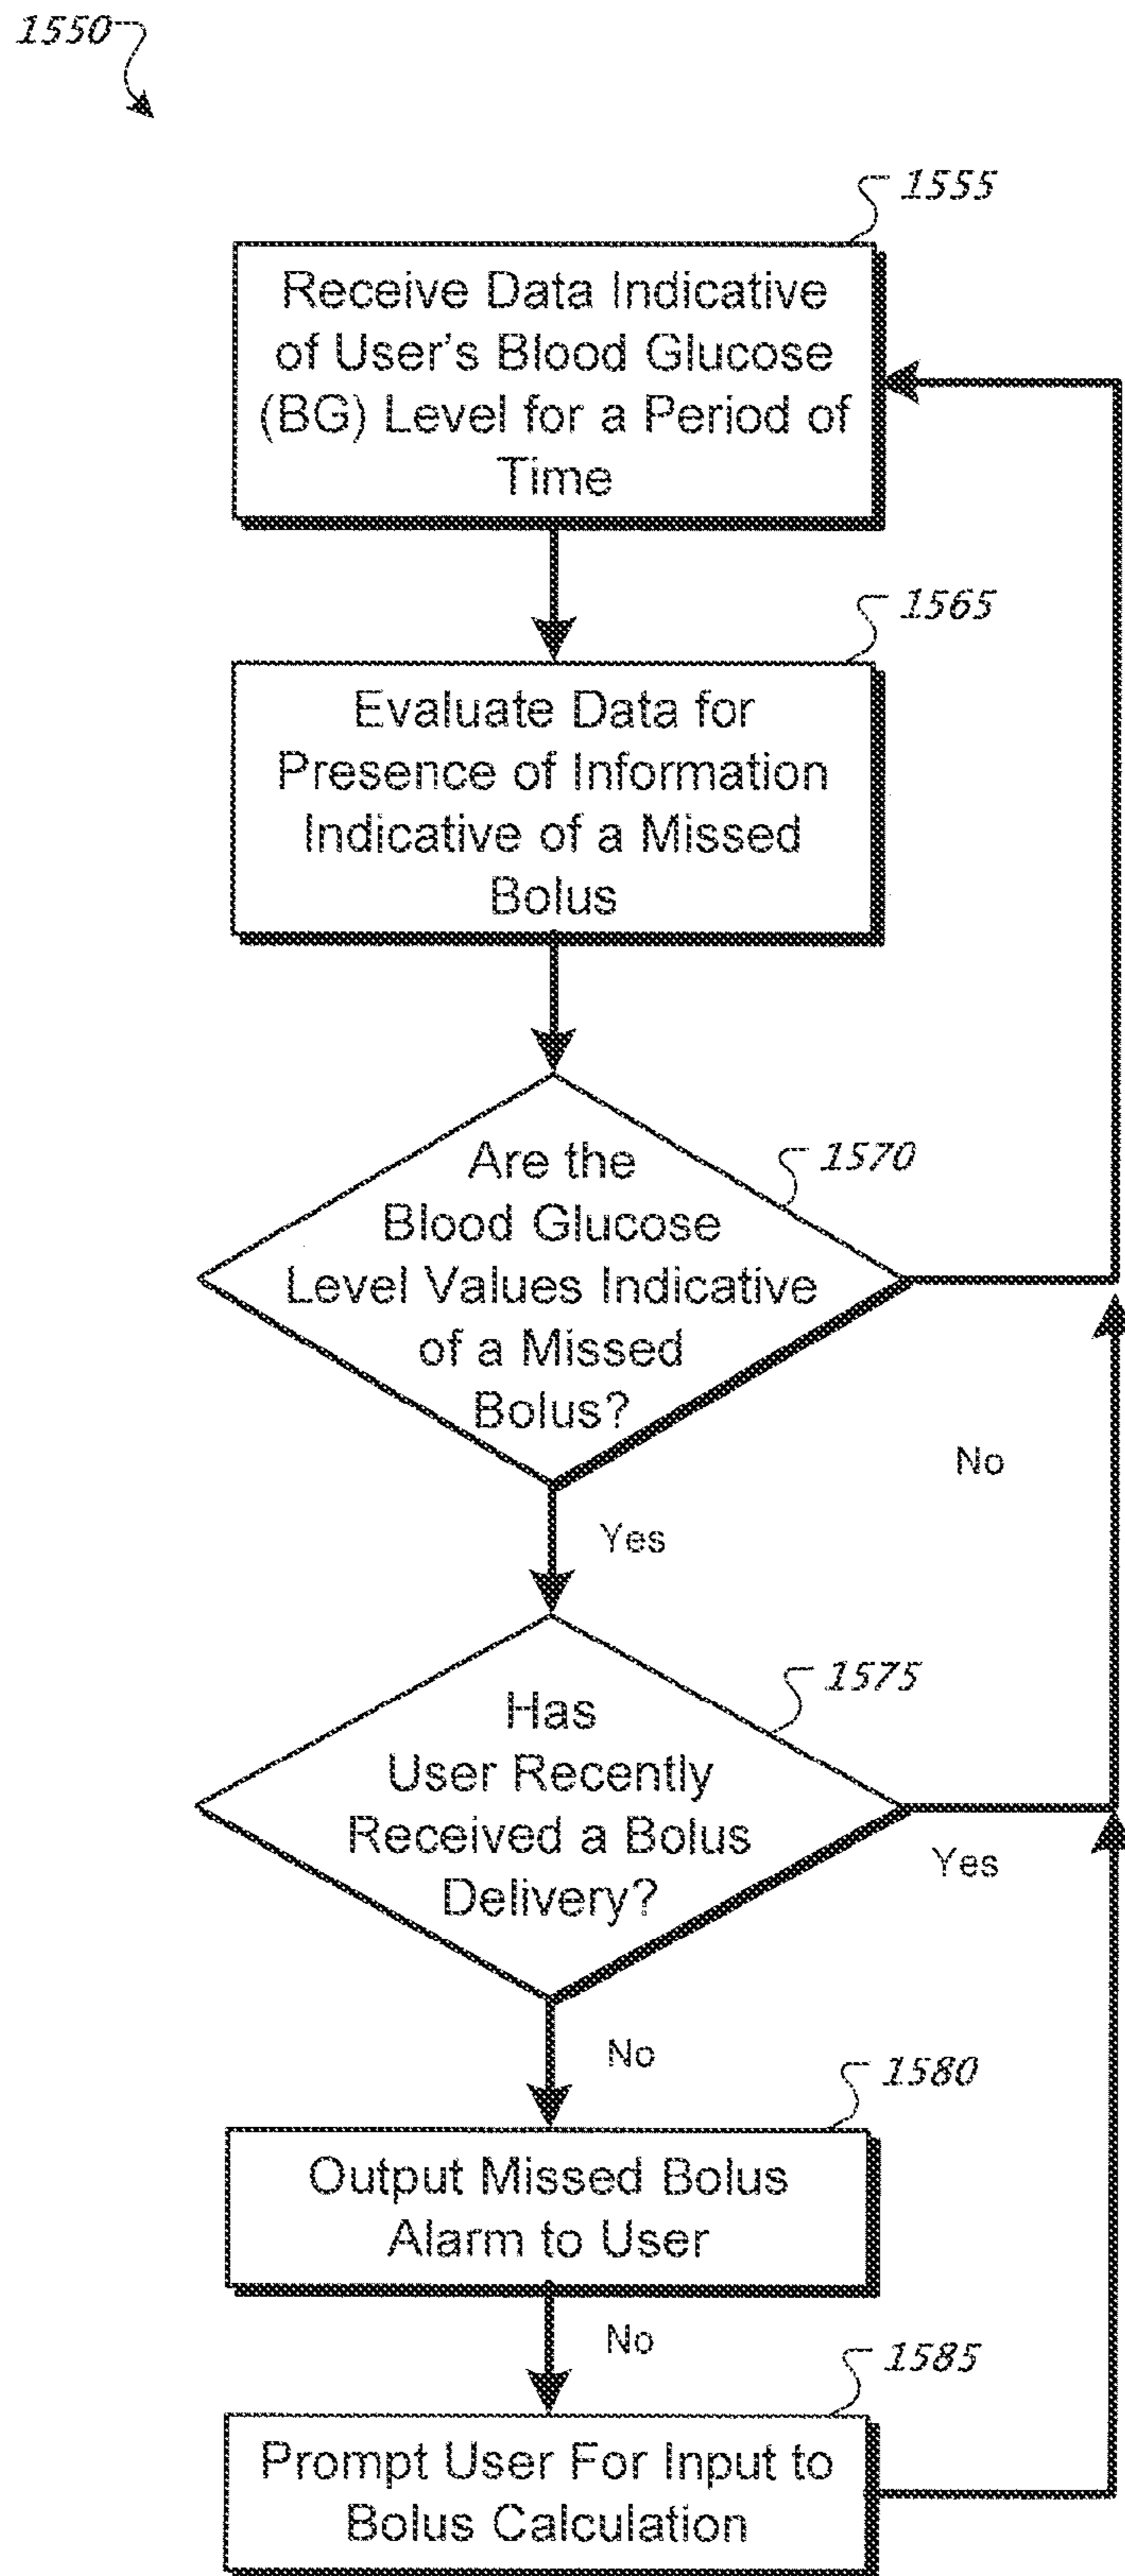 1550
1555
Receive Data Indicative
of User's Blood Glucose
(BG) Level for a Period of
Time
1565
Evaluate Data for
Presence of Information
Indicative of a Missed
Bolus
1570
Are the
Blood Glucose
Level Values Indicative
of a Missed
Bolus?
No
Yes
1575
Has
User Recently
Received a Bolus
Delivery?
Yes
No
1580
Output Missed Bolus
Alarm to User
No
1585
Prompt User For Input to
Bolus Calculation